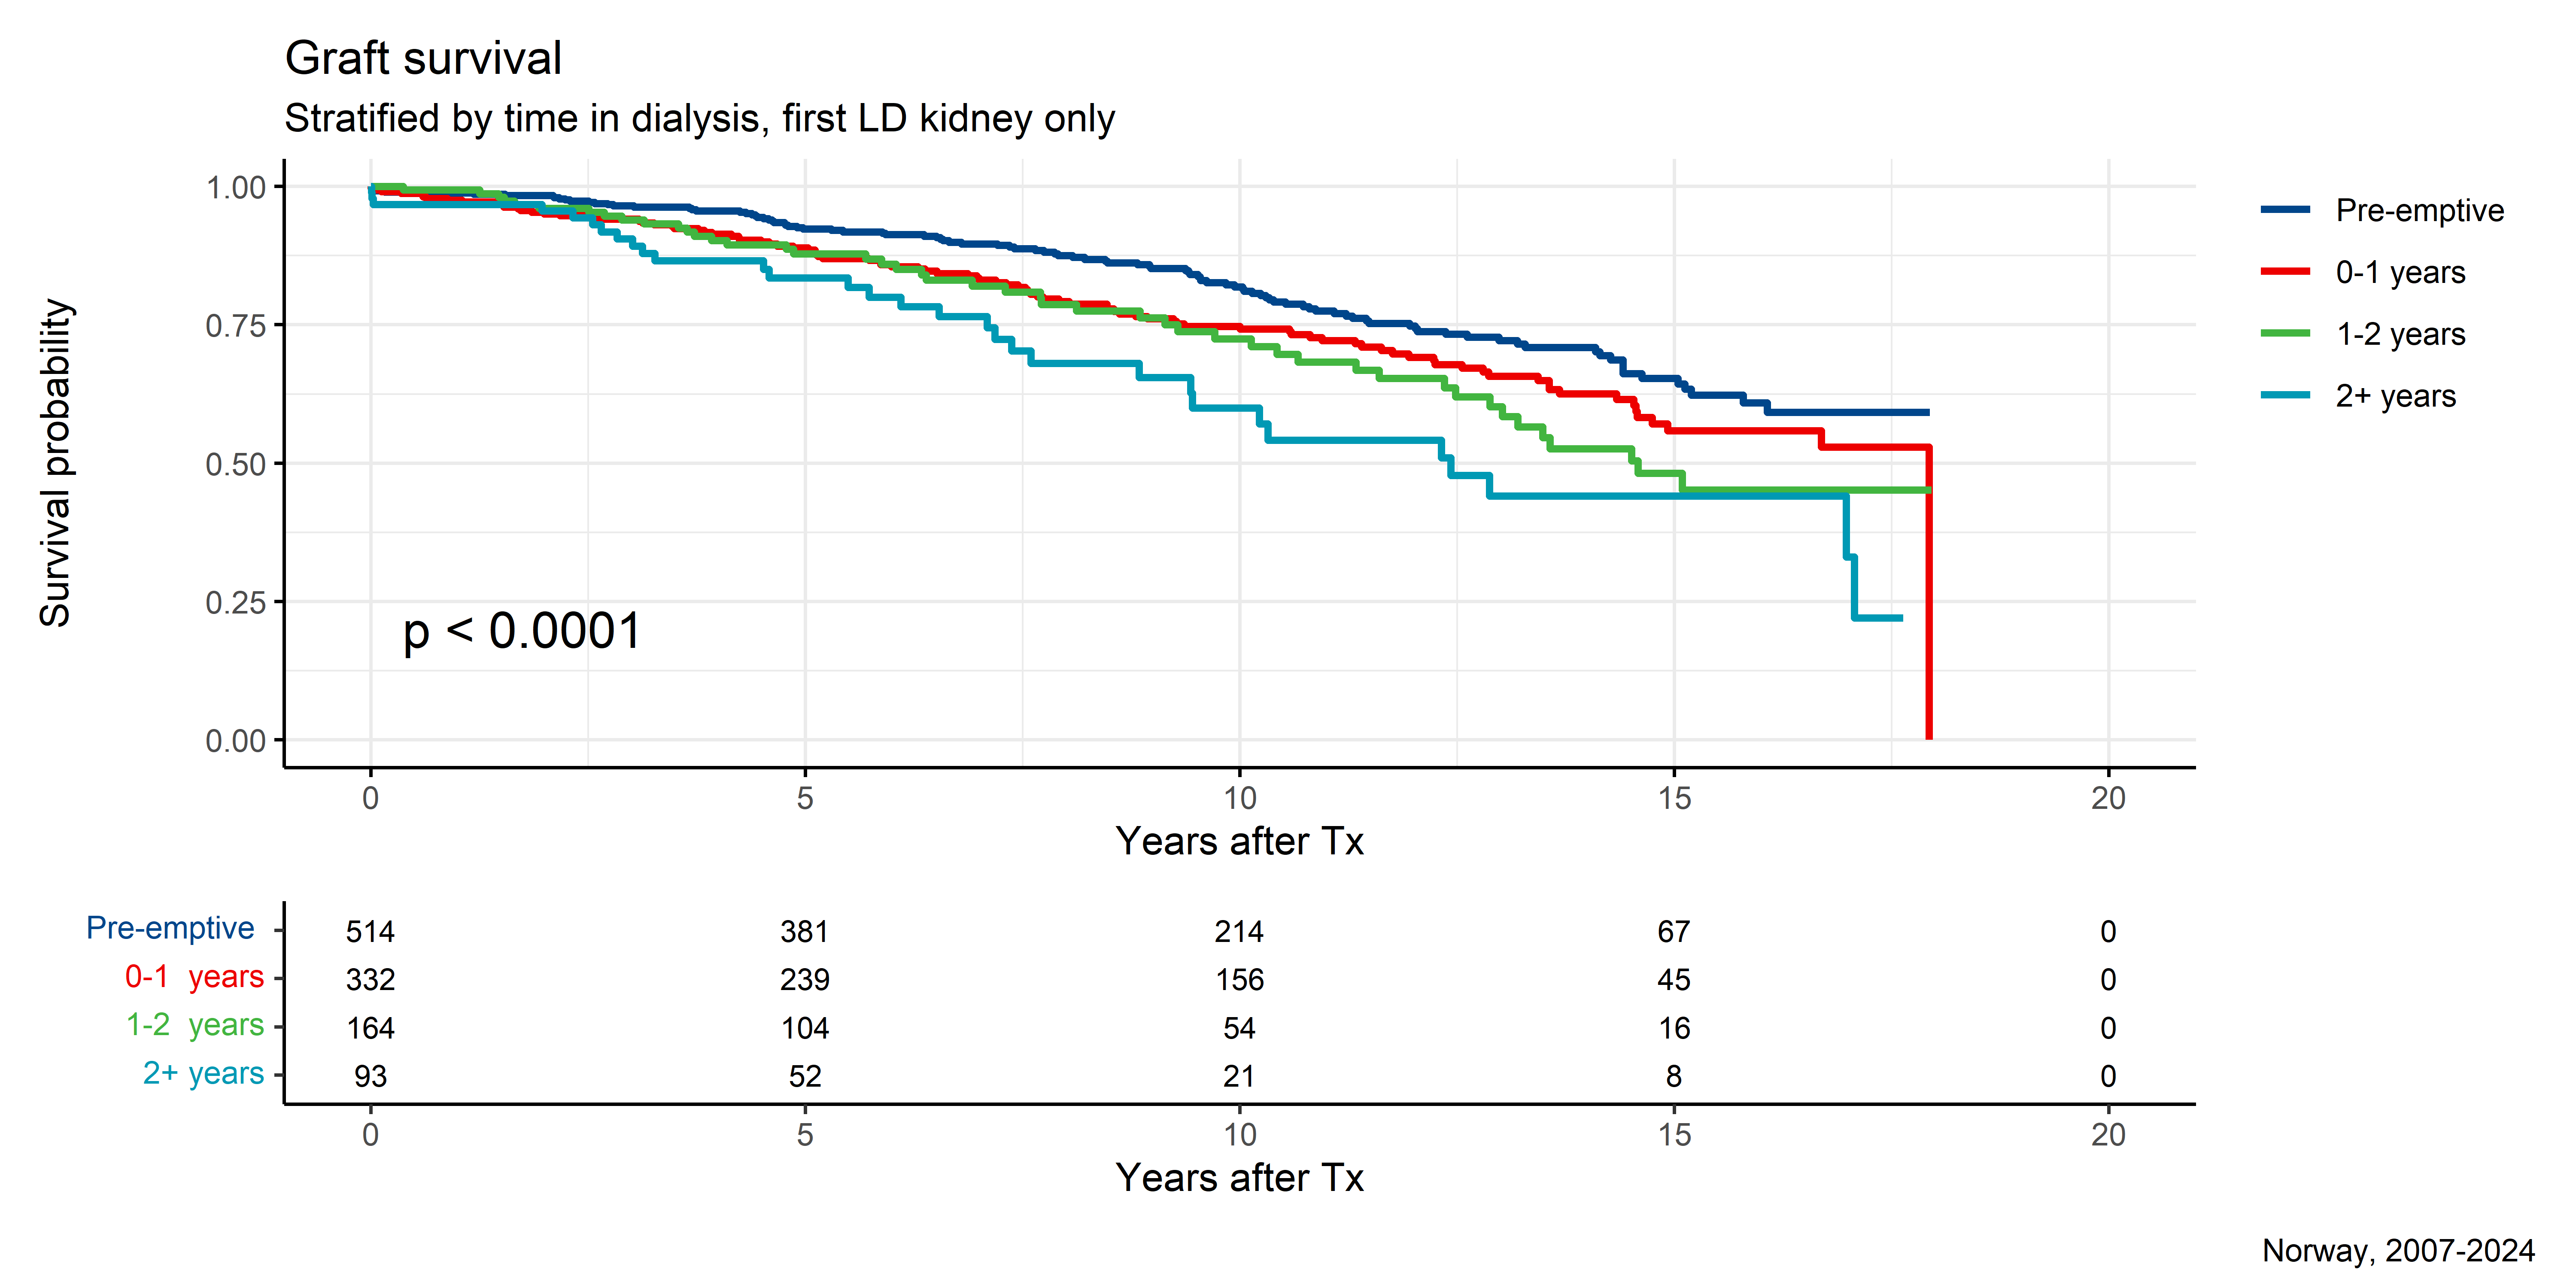 Graft survival
Stratified by time in dialysis, first LD kidney only
Survival probability
1.00
0.75
0.50
0.25
0.00
p < 0.0001
0 5 10 15 20
Years after Tx
Pre-emptive
0-1 years
1-2 years
2+ years
Pre-emptive 514 381 214 67 0
0-1 years 332 239 156 45 0
1-2 years 164 104 54 16 0
2+ years 93 52 21 8 0
0 5 10 15 20
Years after Tx
Norway, 2007-2024